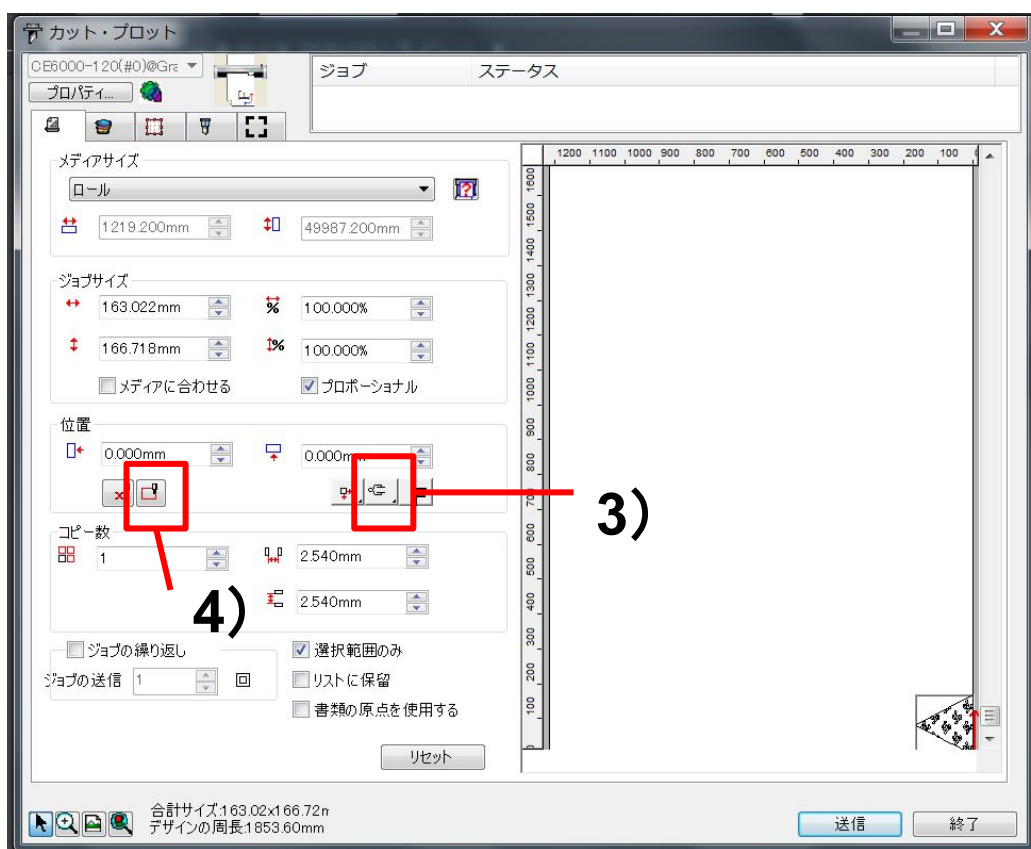 カット・プロット
CE6000-120(#0)@Gra
プロパティ...
ジョブ ステータス
メディアサイズ
ロール
1219.200mm 49987.200mm
ジョブサイズ
163.022mm 100.000%
166.718mm 100.000%
メディアに合わせる プロポーショナル
位置
0.000mm 0.000mm
3)
コピー数
1 2.540mm
4)
2.540mm
ジョブの繰り返し 選択範囲のみ
ジョブの送信 1 リストに保留
書類の原点を使用する
リセット
1200 1100 1000 900 800 700 600 500 400 300 200 100
1600
1500
1400
1300
1200
1100
1000
900
800
700
600
500
400
300
200
100
合計サイズ:163.02x166.72m
デザインの周長:1853.60mm
送信 終了